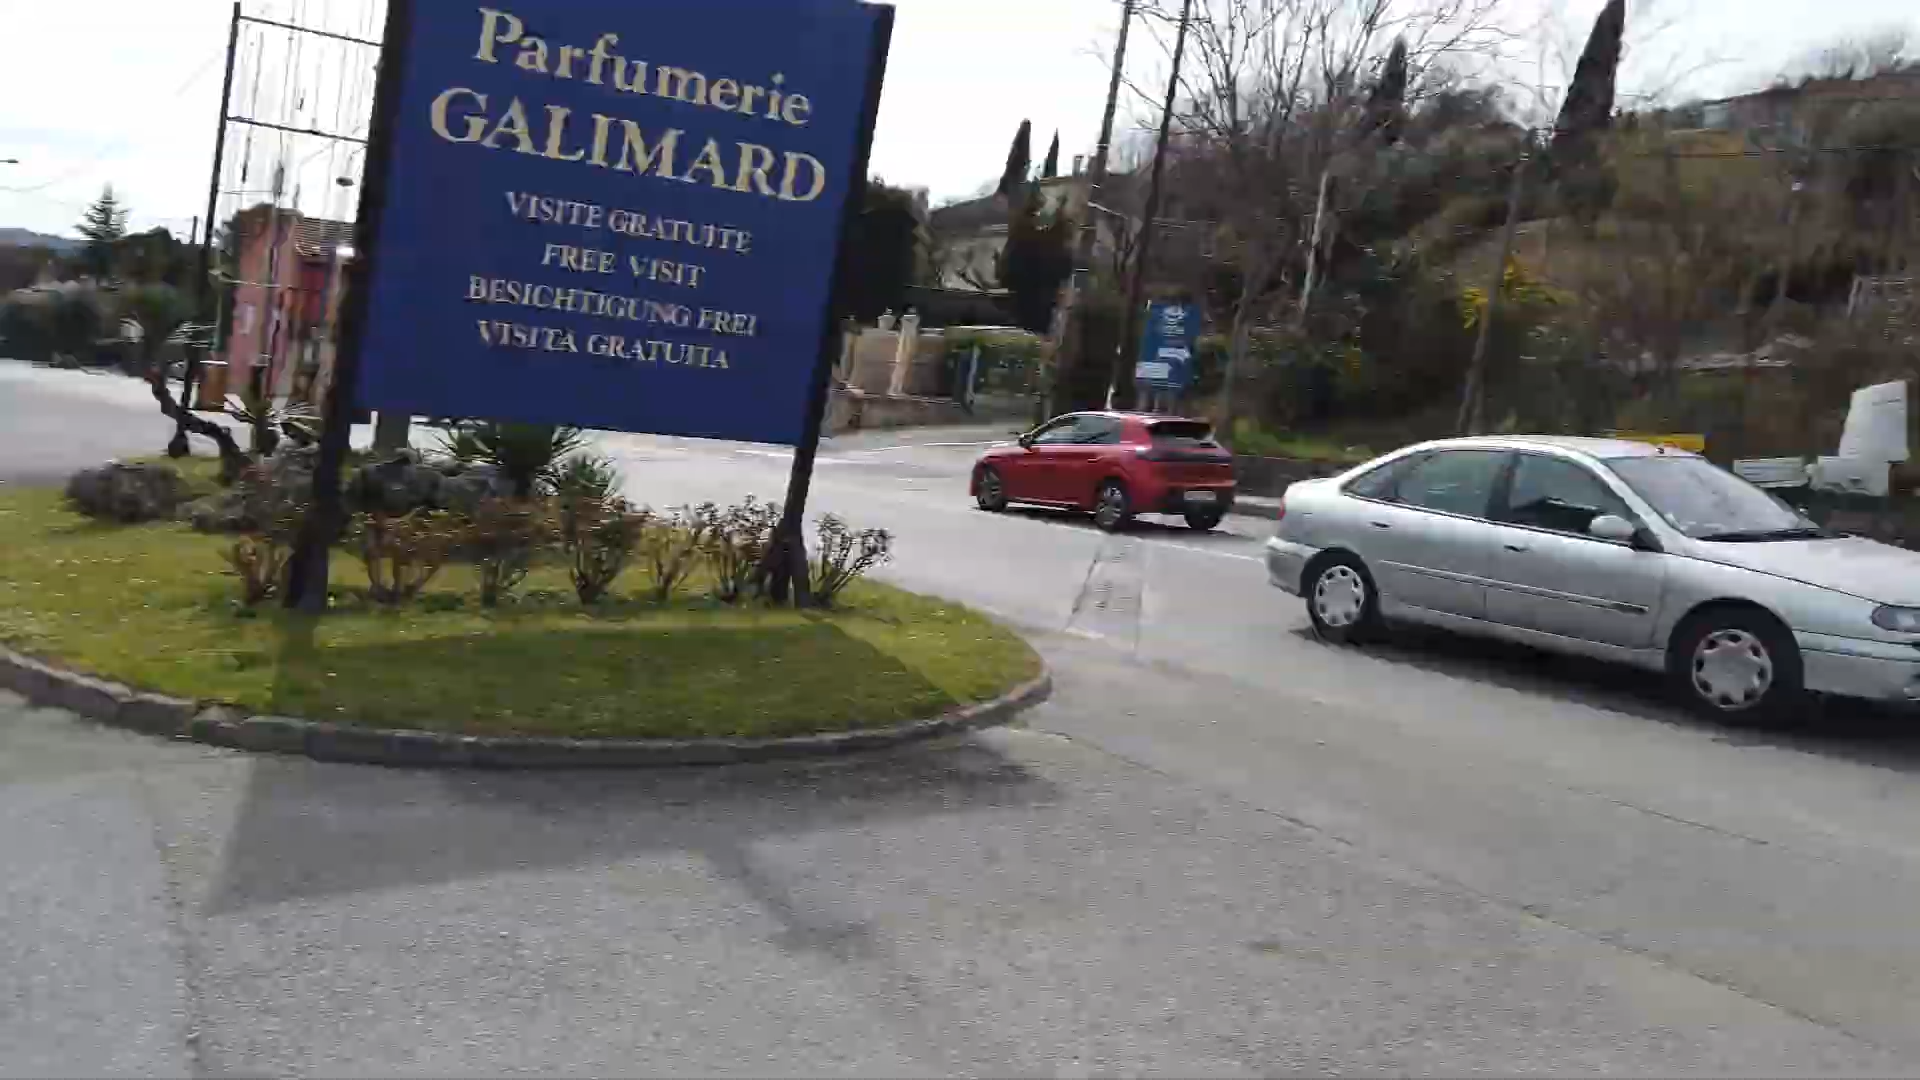 Parfumerie
GALIMARD
VISITE GRATUITE
FREE VISIT
BESICHTIGUNG FREI
VISITA GRATUITA